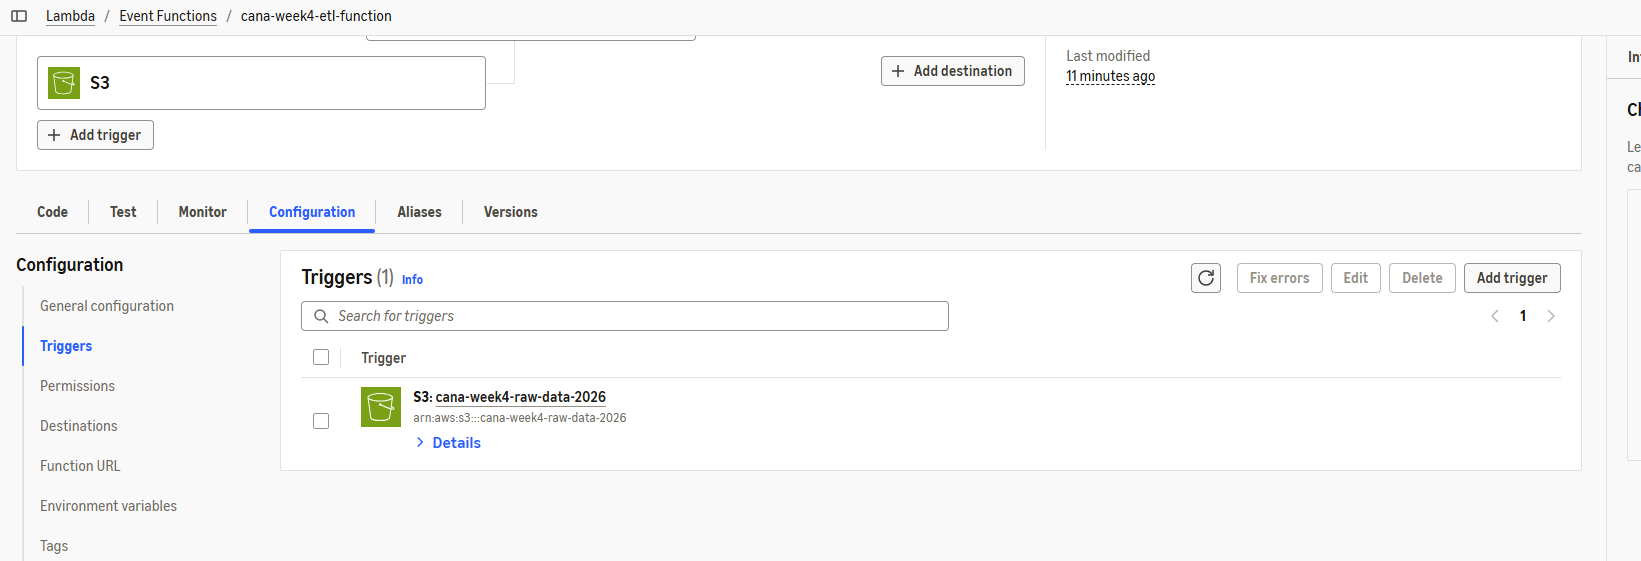 Lambda / Event Functions / cana-week4-etl-function
S3
Add trigger
Add destination
Last modified
11 minutes ago
Code Test Monitor Configuration Aliases Versions
Configuration
General configuration
Triggers
Permissions
Destinations
Function URL
Environment variables
Tags
Triggers (1) Info
Fix errors Edit Delete Add trigger
Search for triggers
1
Trigger
S3: cana-week4-raw-data-2026
arn:aws:s3:::cana-week4-raw-data-2026
Details